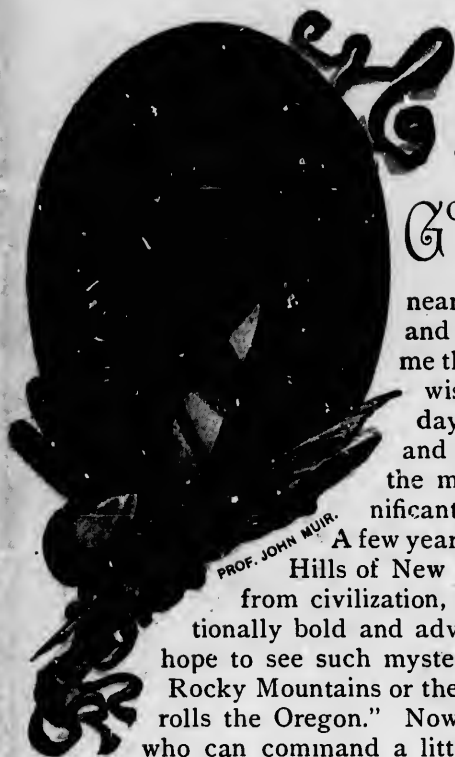 near
and
me th
wis
day
and
the m
nificant
PROF. JOHN MUIR.
A few year
Hills of New
from civilization,
tionally bold and adv
hope to see such myste
Rocky Mountains or the
rolls the Oregon." Now
who can command a litt